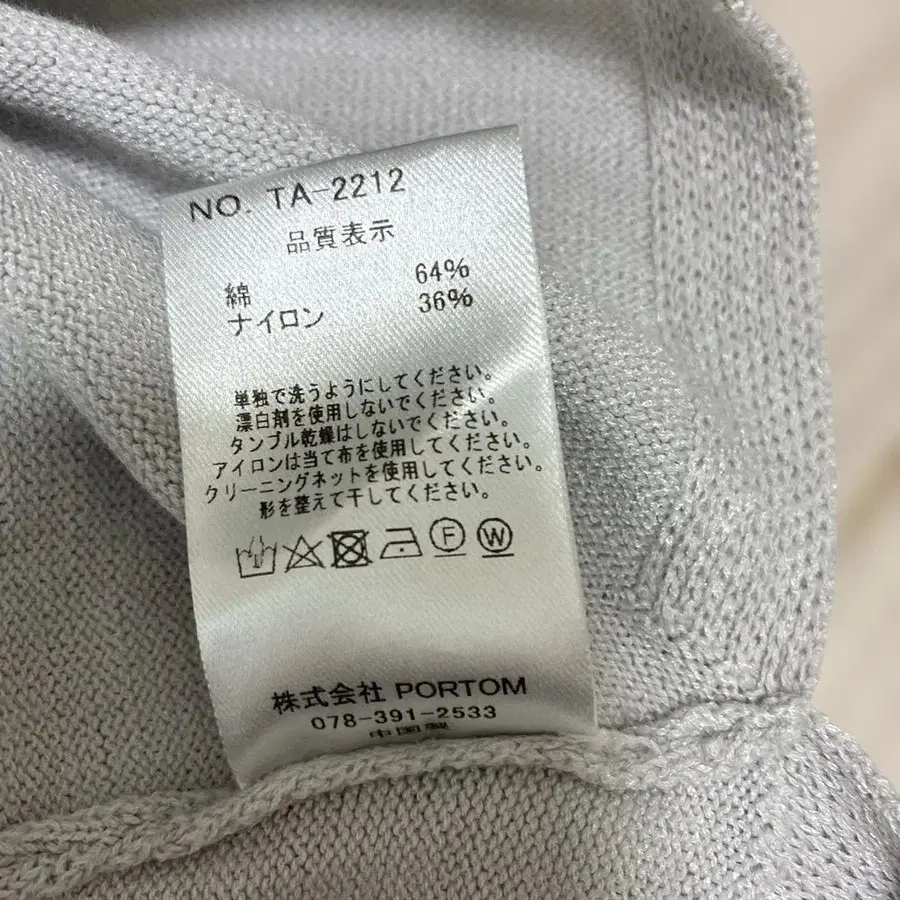 NO. TA-2212
品質表示
綿 64%
ナイロン 36%
単独で洗うようにしてください。
漂白剤を使用しないでください。
タンブル乾燥はしないでください。
アイロンは当て布を使用してください。
クリーニングネットを使用してください。
形を整えて干してください。
F W
株式会社 PORTOM
078-391-2533
中国製